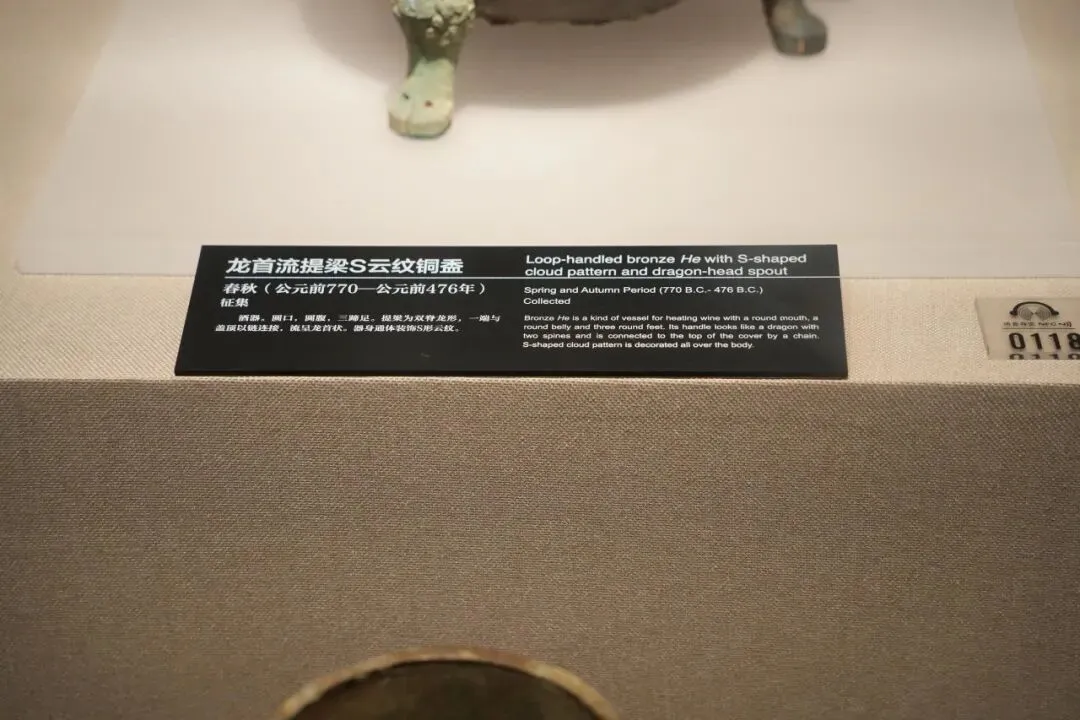 龙首流提梁S云纹铜盉
春秋（公元前770—公元前476年）
征集
酒器。圆口，圆腹，三蹄足。提梁为双脊龙形，一端与
盖顶以链连接，流呈龙首状。器身通体装饰S形云纹。
Loop-handled bronze He with S-shaped
cloud pattern and dragon-head spout
Spring and Autumn Period (770 B.C.- 476 B.C.)
Collected
Bronze He is a kind of vessel for heating wine with a round mouth, a
round belly and three round feet. Its handle looks like a dragon with
two spines and is connected to the top of the cover by a chain.
S-shaped cloud pattern is decorated all over the body.
0118